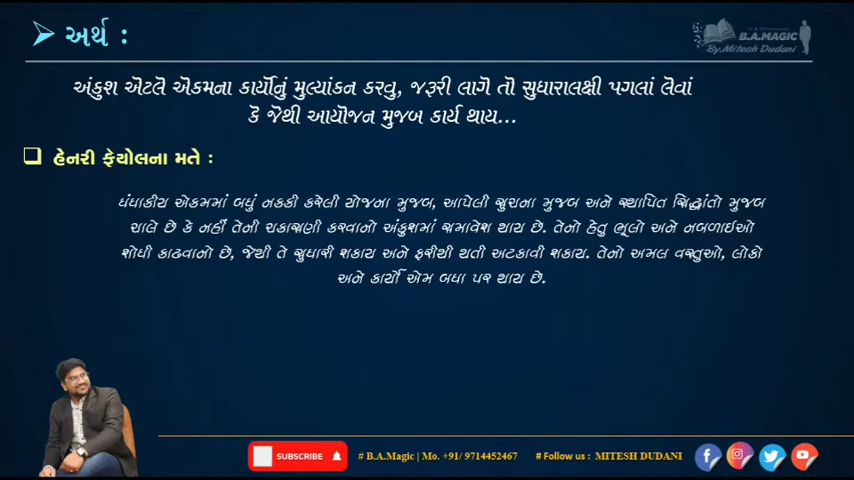 અર્થ :
B.A.MAGIC
By.Mitesh Dudani
અંકુશ એટલે એકમના કાર્યોનું મુલ્યાંકન કરવુ, જરૂરી લાગે તો સુધારાલક્ષી પગલાં લેવાં
કે જેથી આયોજન મુજબ કાર્ય થાય...
હેનરી ફેયોલના મતે :
ધંધાકીય એકમમાં બધું નકકી કરેલી યોજના મુજબ, આપેલી સુચના મુજબ અને સ્થાપિત સિદ્ધાંતો મુજબ
ચાલે છે કે નહીં તેની ચકાસણી કરવાનો અંકુશમાં સમાવેશ થાય છે. તેનો હેતુ ભૂલો અને નબળાઈઓ
શોધી કાઢવાનો છે, જેથી તે સુધારી શકાય અને ફરીથી થતી અટકાવી શકાય. તેનો અમલ વસ્તુઓ, લોકો
અને કાર્યો એમ બધા પર થાય છે.
SUBSCRIBE
# B.A.Magic | Mo. +91/ 9714452467
# Follow us : MITESH DUDANI